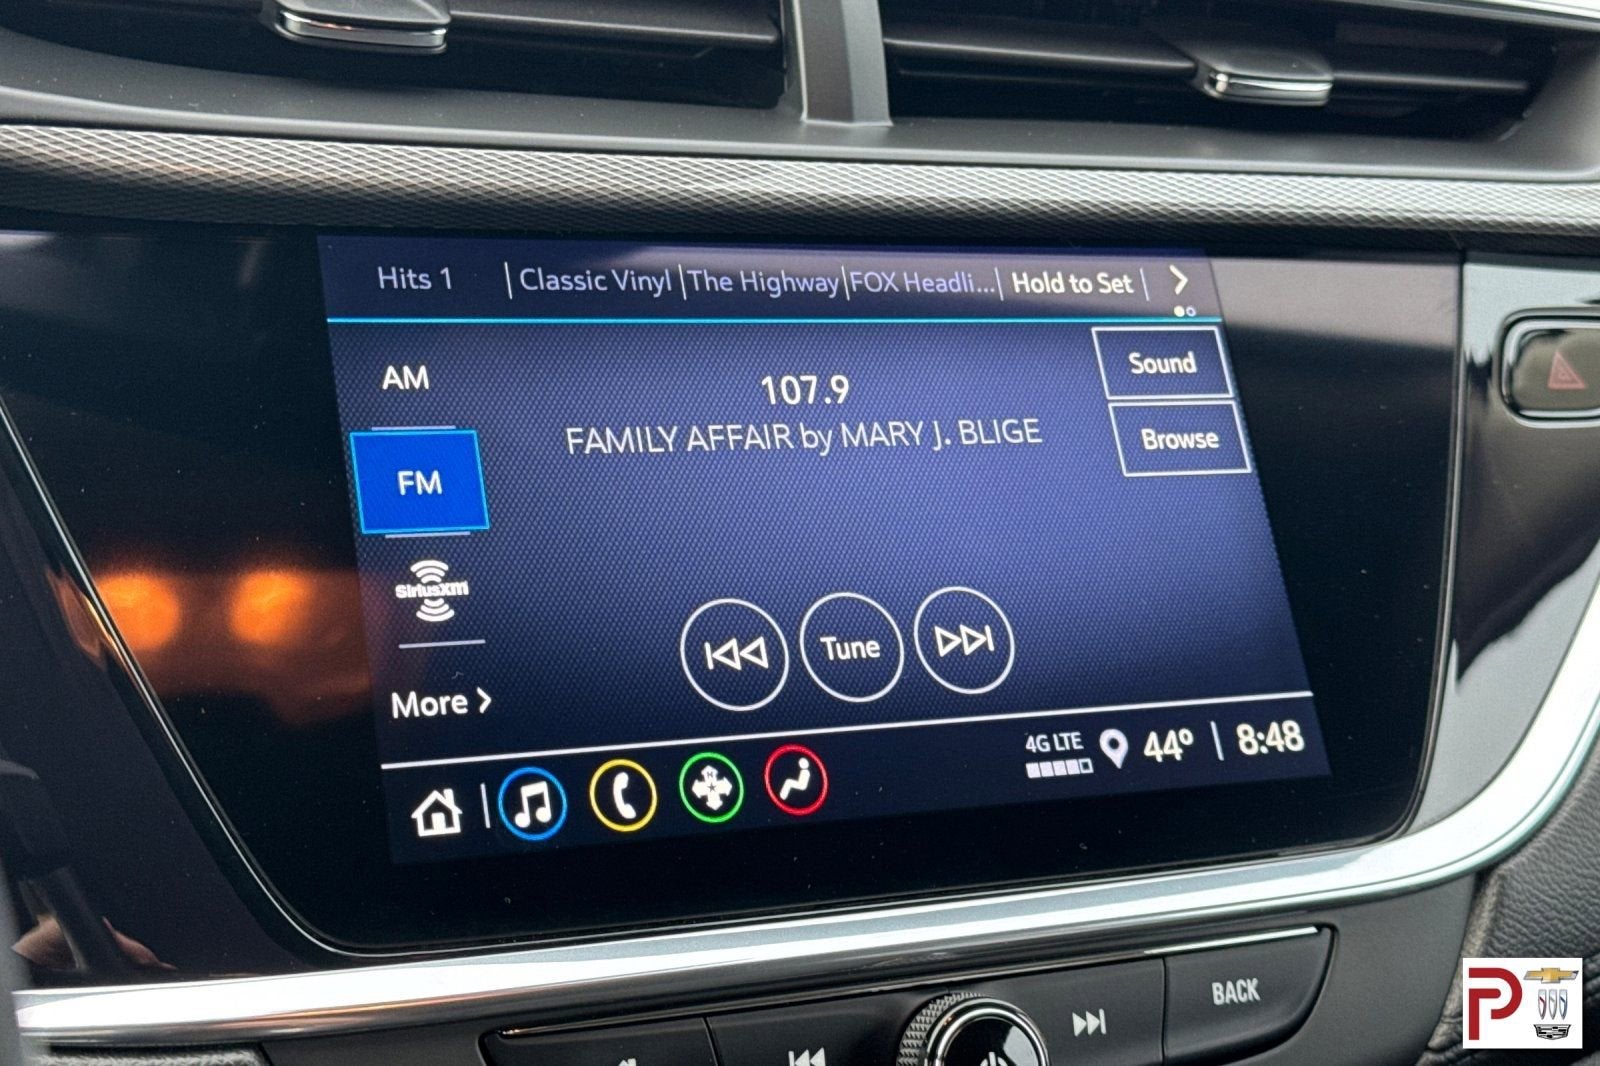 Hits 1 Classic Vinyl The Highway FOX Headli... Hold to Set
AM
107.9
Sound
FAMILY AFFAIR by MARY J. BLIGE
Browse
FM
SiriusXM
Tune
More
4G LTE 44° 8:48
BACK
P